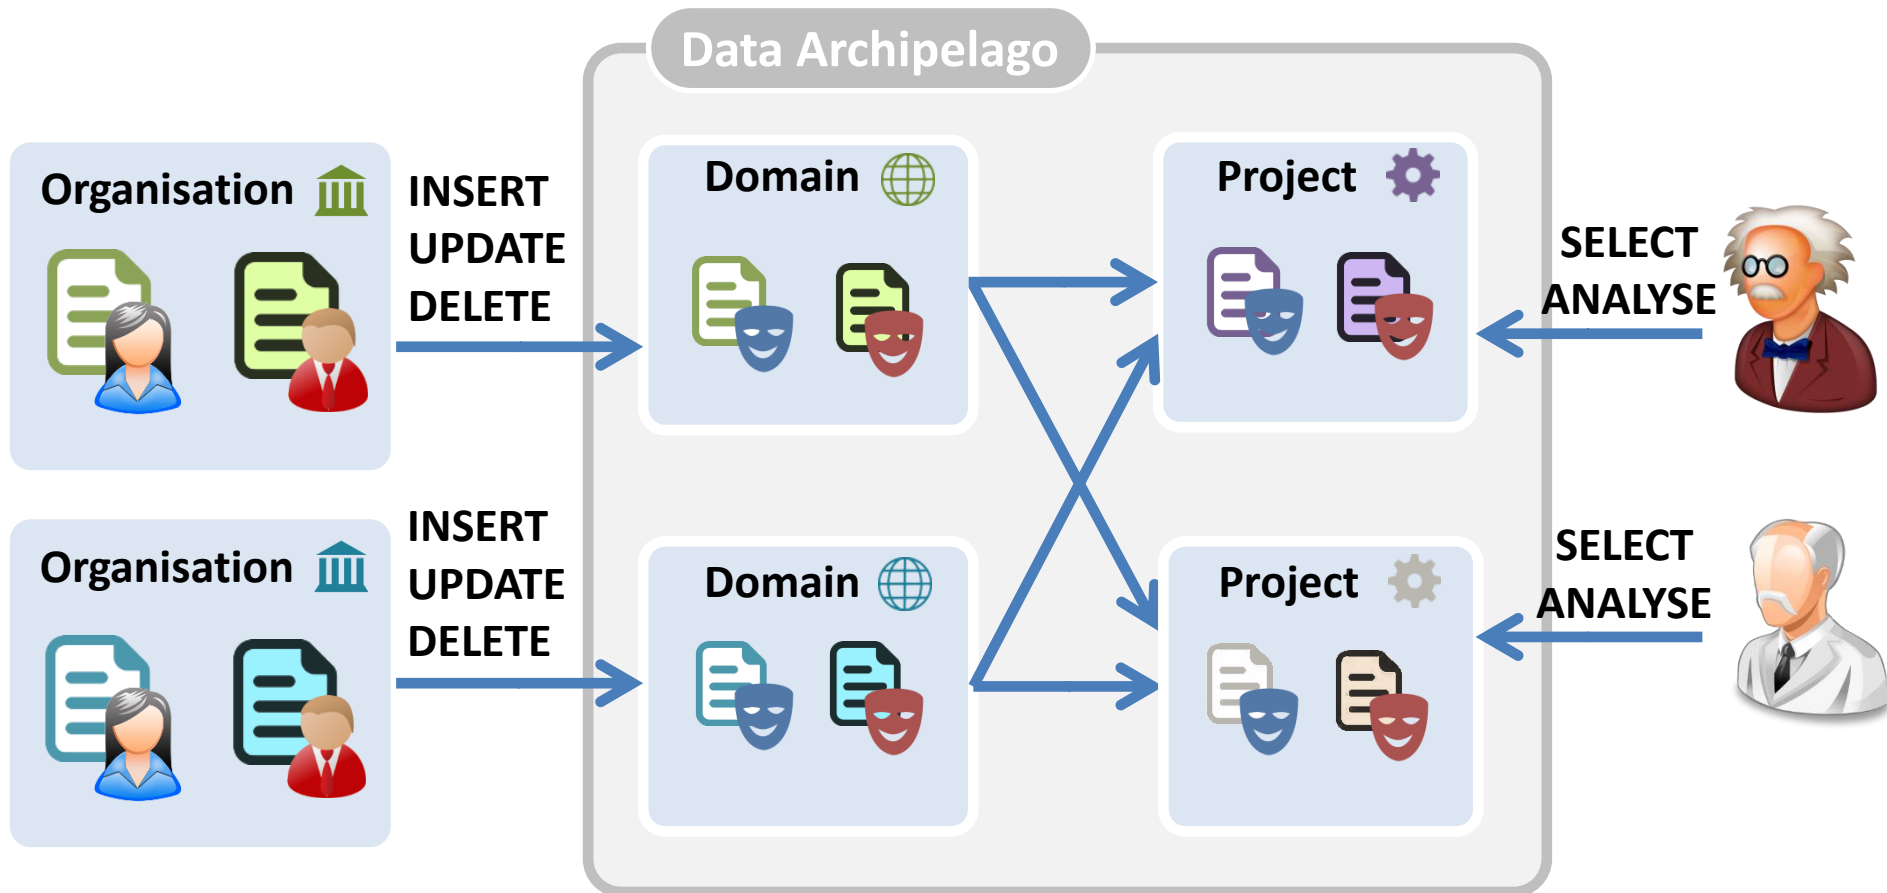 Data Archipelago
Organisation
INSERT
UPDATE
DELETE
Domain
Project
SELECT
ANALYSE
Organisation
INSERT
UPDATE
DELETE
Domain
Project
SELECT
ANALYSE